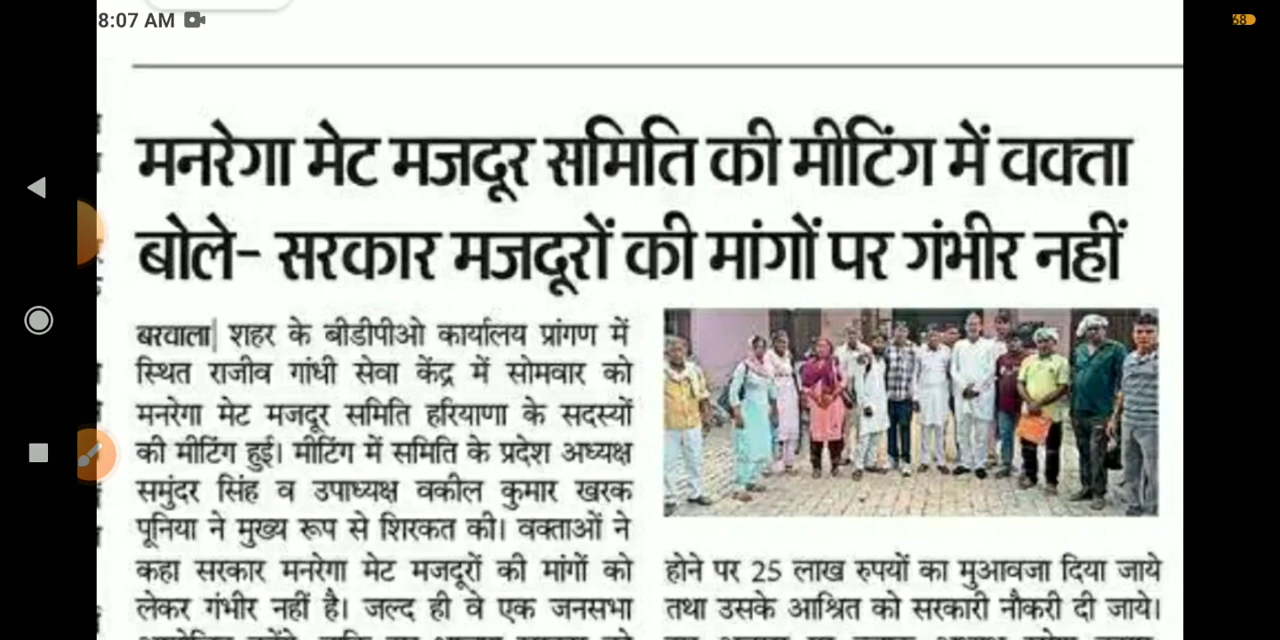 8:07 AM
68
मनरेगा मेट मजदूर समिति की मीटिंग में वक्ता
बोले- सरकार मजदूरों की मांगों पर गंभीर नहीं
बरवाला| शहर के बीडीपीओ कार्यालय प्रांगण में
स्थित राजीव गांधी सेवा केंद्र में सोमवार को
मनरेगा मेट मजदूर समिति हरियाणा के सदस्यों
की मीटिंग हुई। मीटिंग में समिति के प्रदेश अध्यक्ष
समुंदर सिंह व उपाध्यक्ष वकील कुमार खरक
पूनिया ने मुख्य रूप से शिरकत की। वक्ताओं ने
कहा सरकार मनरेगा मेट मजदूरों की मांगों को
लेकर गंभीर नहीं है। जल्द ही वे एक जनसभा
होने पर 25 लाख रुपयों का मुआवजा दिया जाये
तथा उसके आश्रित को सरकारी नौकरी दी जाये।